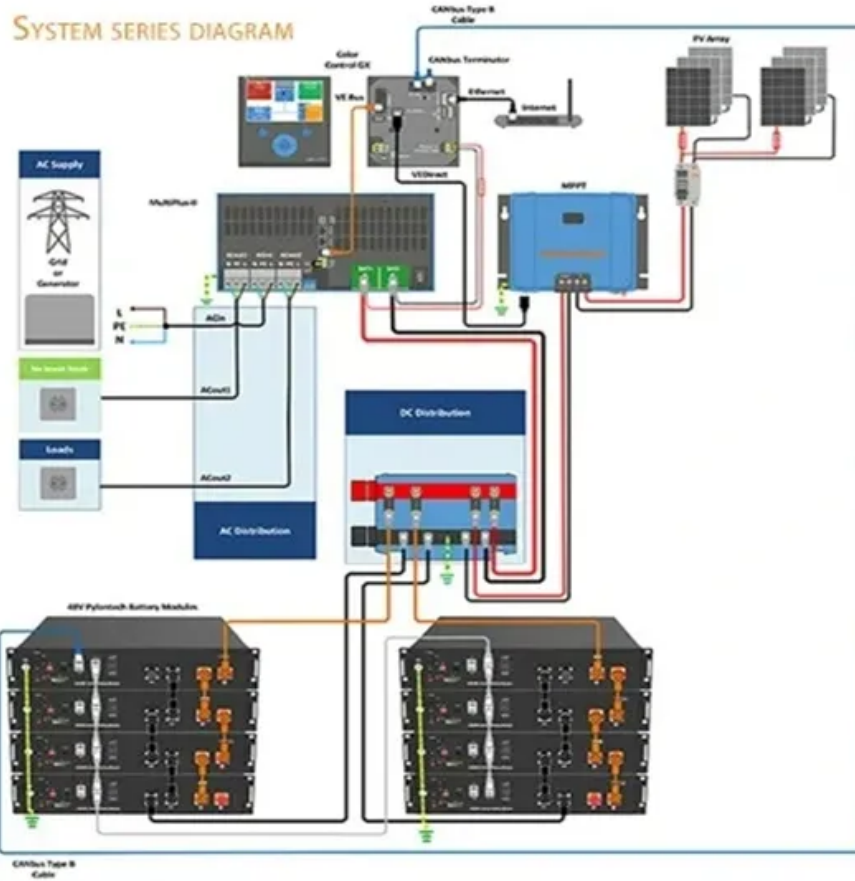 SYSTEM SERIES DIAGRAM
CANbus Type B
Cable
Color
Control GX
CANbus Terminator
PV Array
VE Bus
Ethernet
Internet
AC Supply
VE Direct
MPPT
MultiPlus-II
Grid
or
Generator
L
PE
N
ACin
ACout1
DC Distribution
Loads
ACout2
AC Distribution
48V Pylontech Battery Modules
CANbus Type B
Cable